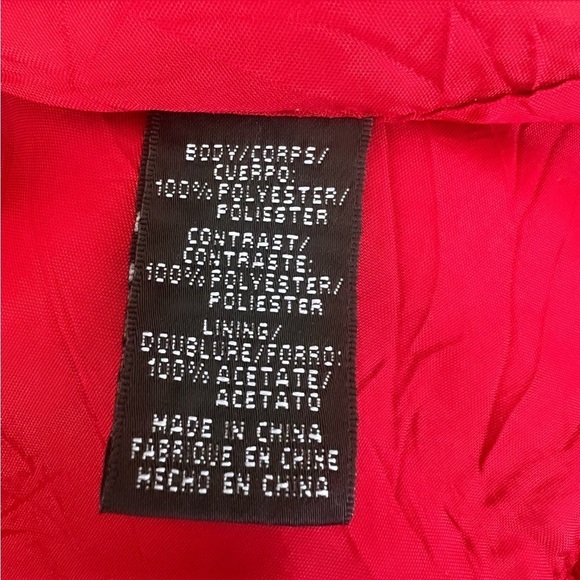 BODY/CORPS/
CUERPO:
100% POLYESTER/
POLIESTER
CONTRAST/
CONTRASTE:
100% POLYESTER/
POLIESTER
LINING/
DOUBLURE/FORRO:
100% ACETATE/
ACETATO
MADE IN CHINA
FABRIQUE EN CHINE
HECHO EN CHINA